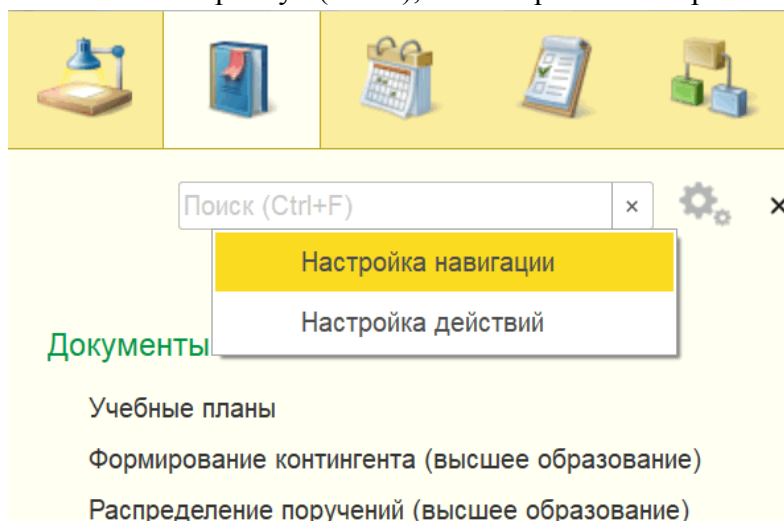 Поиск (Ctrl+F)
Настройка навигации
Настройка действий
Документы
Учебные планы
Формирование контингента (высшее образование)
Распределение поручений (высшее образование)